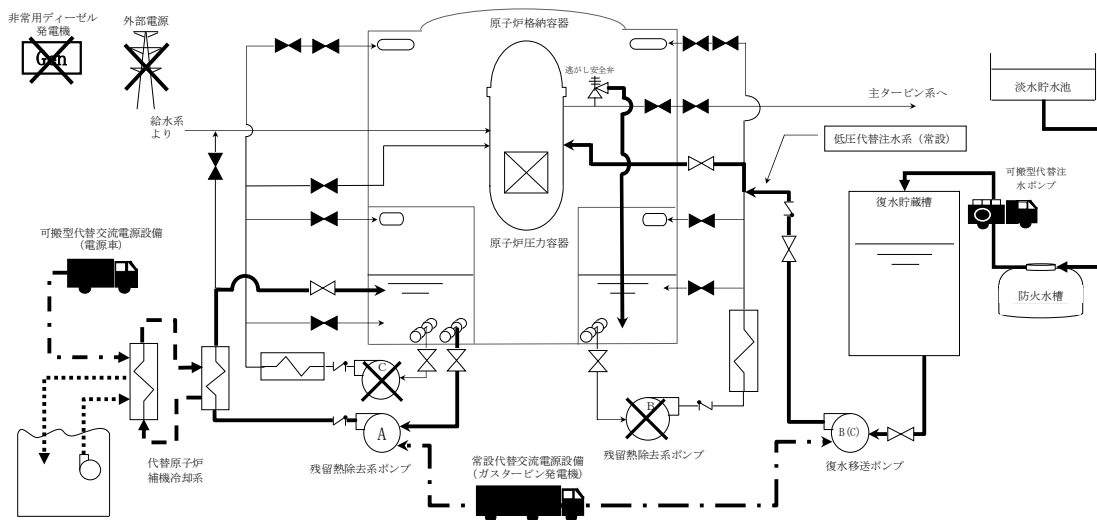 非常用ディーゼル
発電機
Gen
外部電源
原子炉格納容器
逃がし安全弁
主タービン系へ
淡水貯水池
給水系
より
低圧代替注水系(常設)
可搬型代替注
水ポンプ
復水貯蔵槽
原子炉圧力容器
可搬型代替交流電源設備
(電源車)
防火水槽
C
B
A
B(C)
代替原子炉
補機冷却系
残留熱除去系ポンプ
常設代替交流電源設備
(ガスタービン発電機)
残留熱除去系ポンプ
復水移送ポンプ